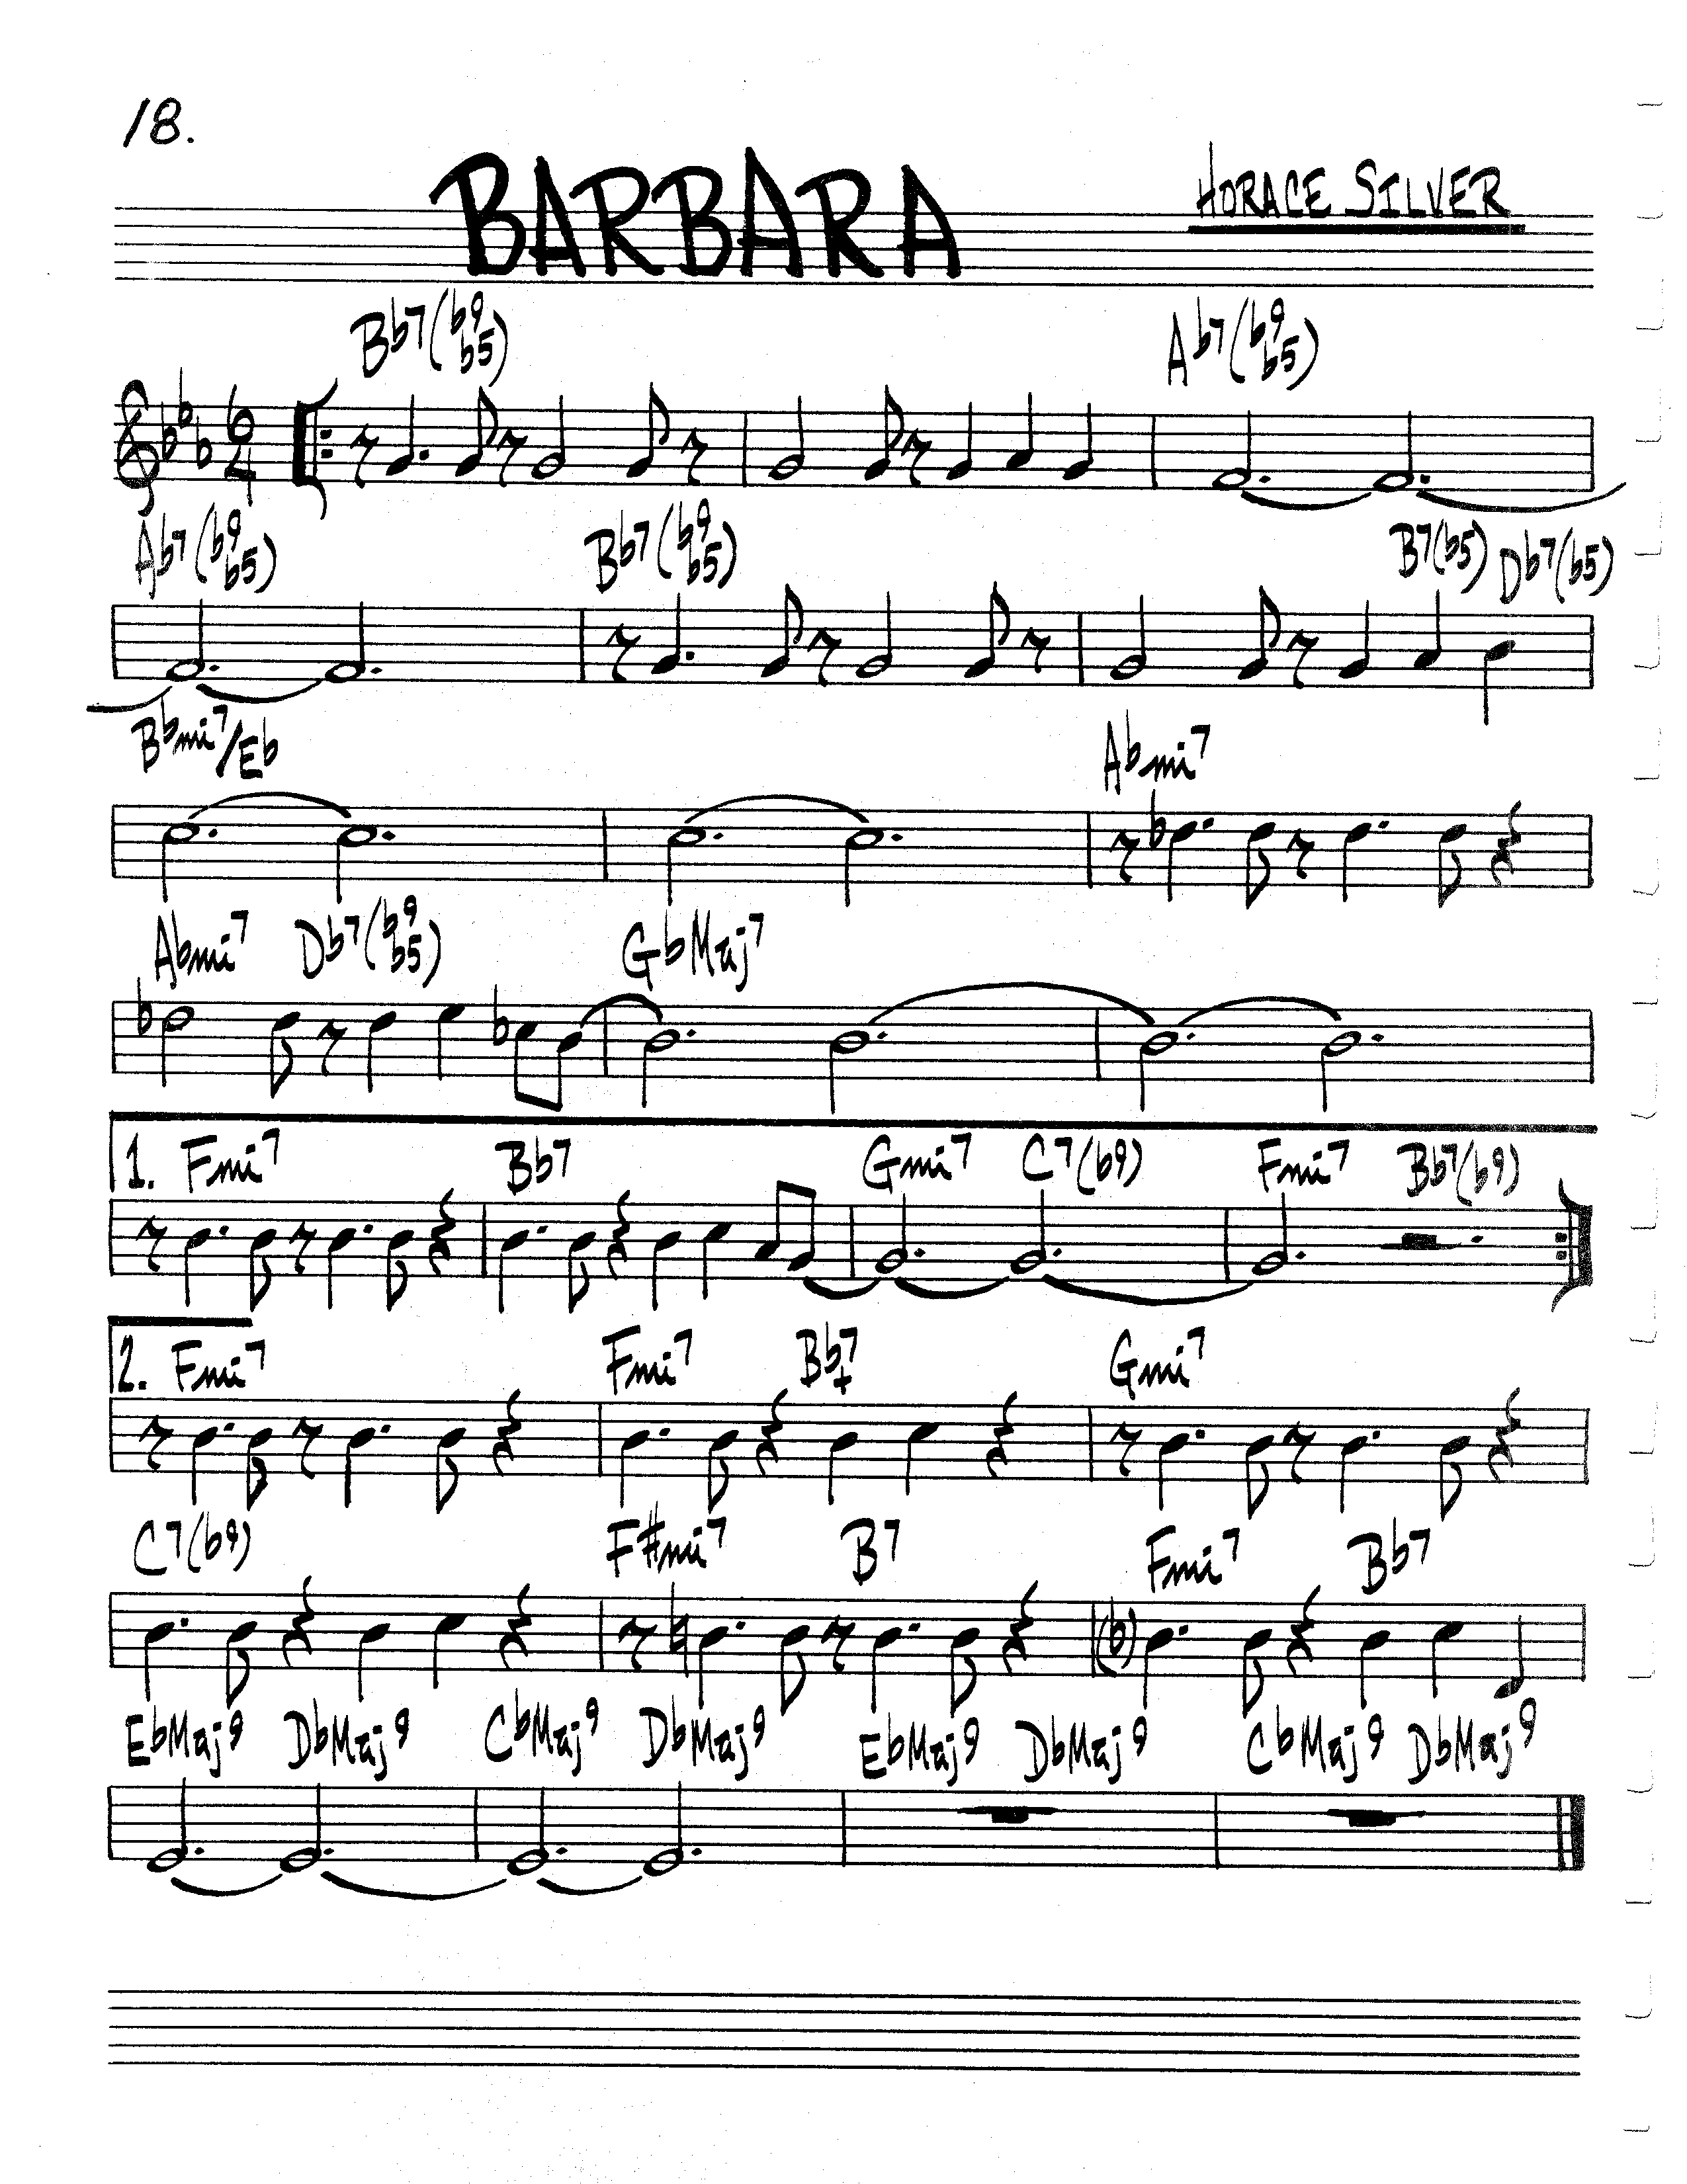 18.
BARBARA
HORACE SILVER
Bb7(b9 b5) Ab7(b9 b5)
6
4
Ab7(b9 b5) Bb7(b9 b5) B7(b5) Db7(b5)
Bbmi7/Eb Abmi7
Abmi7 Db7(b9 b5) GbMaj7
1. Fmi7 Bb7 Gmi7 C7(b9) Fmi7 Bb7(b9)
2. Fmi7 Fmi7 Bb7+ Gmi7
C7(b9) F#mi7 B7 Fmi7 Bb7
EbMaj9 DbMaj9 CbMaj9 DbMaj9 EbMaj9 DbMaj9 CbMaj9 DbMaj9